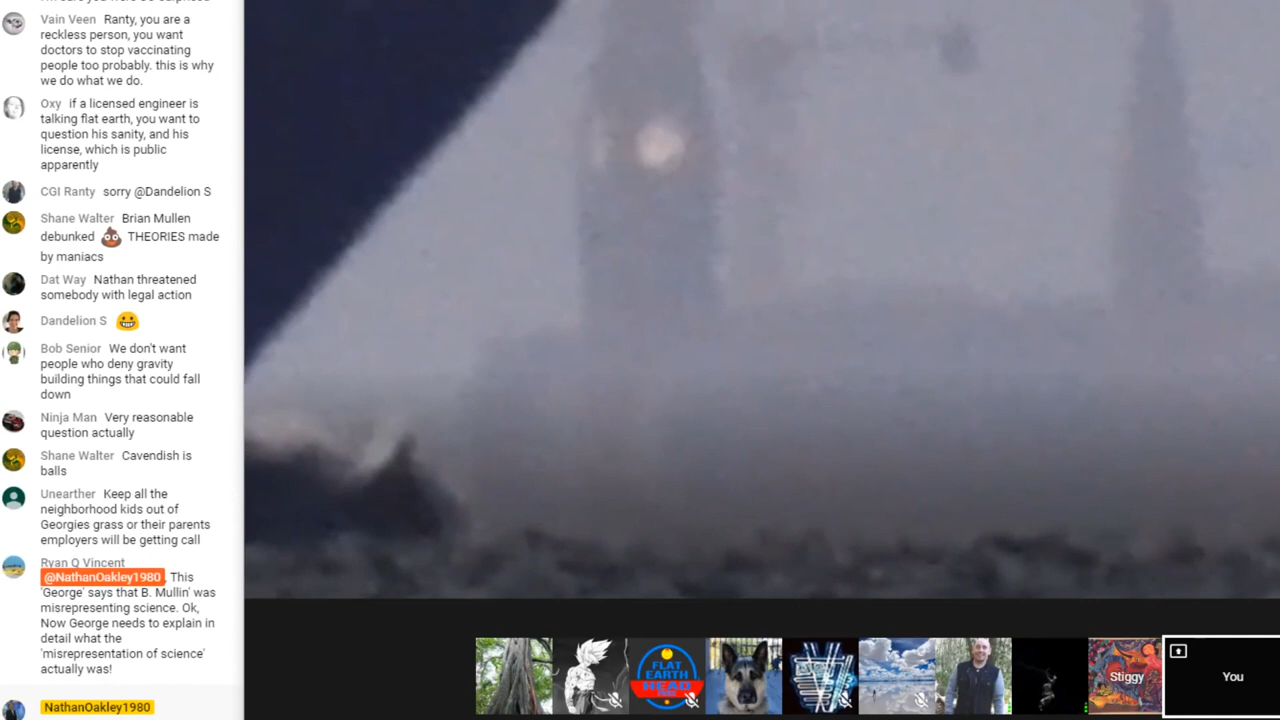 Vain Veen Ranty, you are a
reckless person, you want
doctors to stop vaccinating
people too probably. this is why
we do what we do.
Oxy if a licensed engineer is
talking flat earth, you want to
question his sanity, and his
license, which is public
apparently
CGI Ranty sorry @Dandelion S
Shane Walter Brian Mullen
debunked 💩 THEORIES made
by maniacs
Dat Way Nathan threatened
somebody with legal action
Dandelion S 😀
Bob Senior We don't want
people who deny gravity
building things that could fall
down
Ninja Man Very reasonable
question actually
Shane Walter Cavendish is
balls
Unearther Keep all the
neighborhood kids out of
Georgies grass or their parents
employers will be getting call
Ryan Q Vincent
@NathanOakley1980 . This
'George' says that B. Mullin' was
misrepresenting science. Ok,
Now George needs to explain in
detail what the
'misrepresentation of science'
actually was!
NathanOakley1980
FLAT
EARTH
HEAD
Stiggy
You